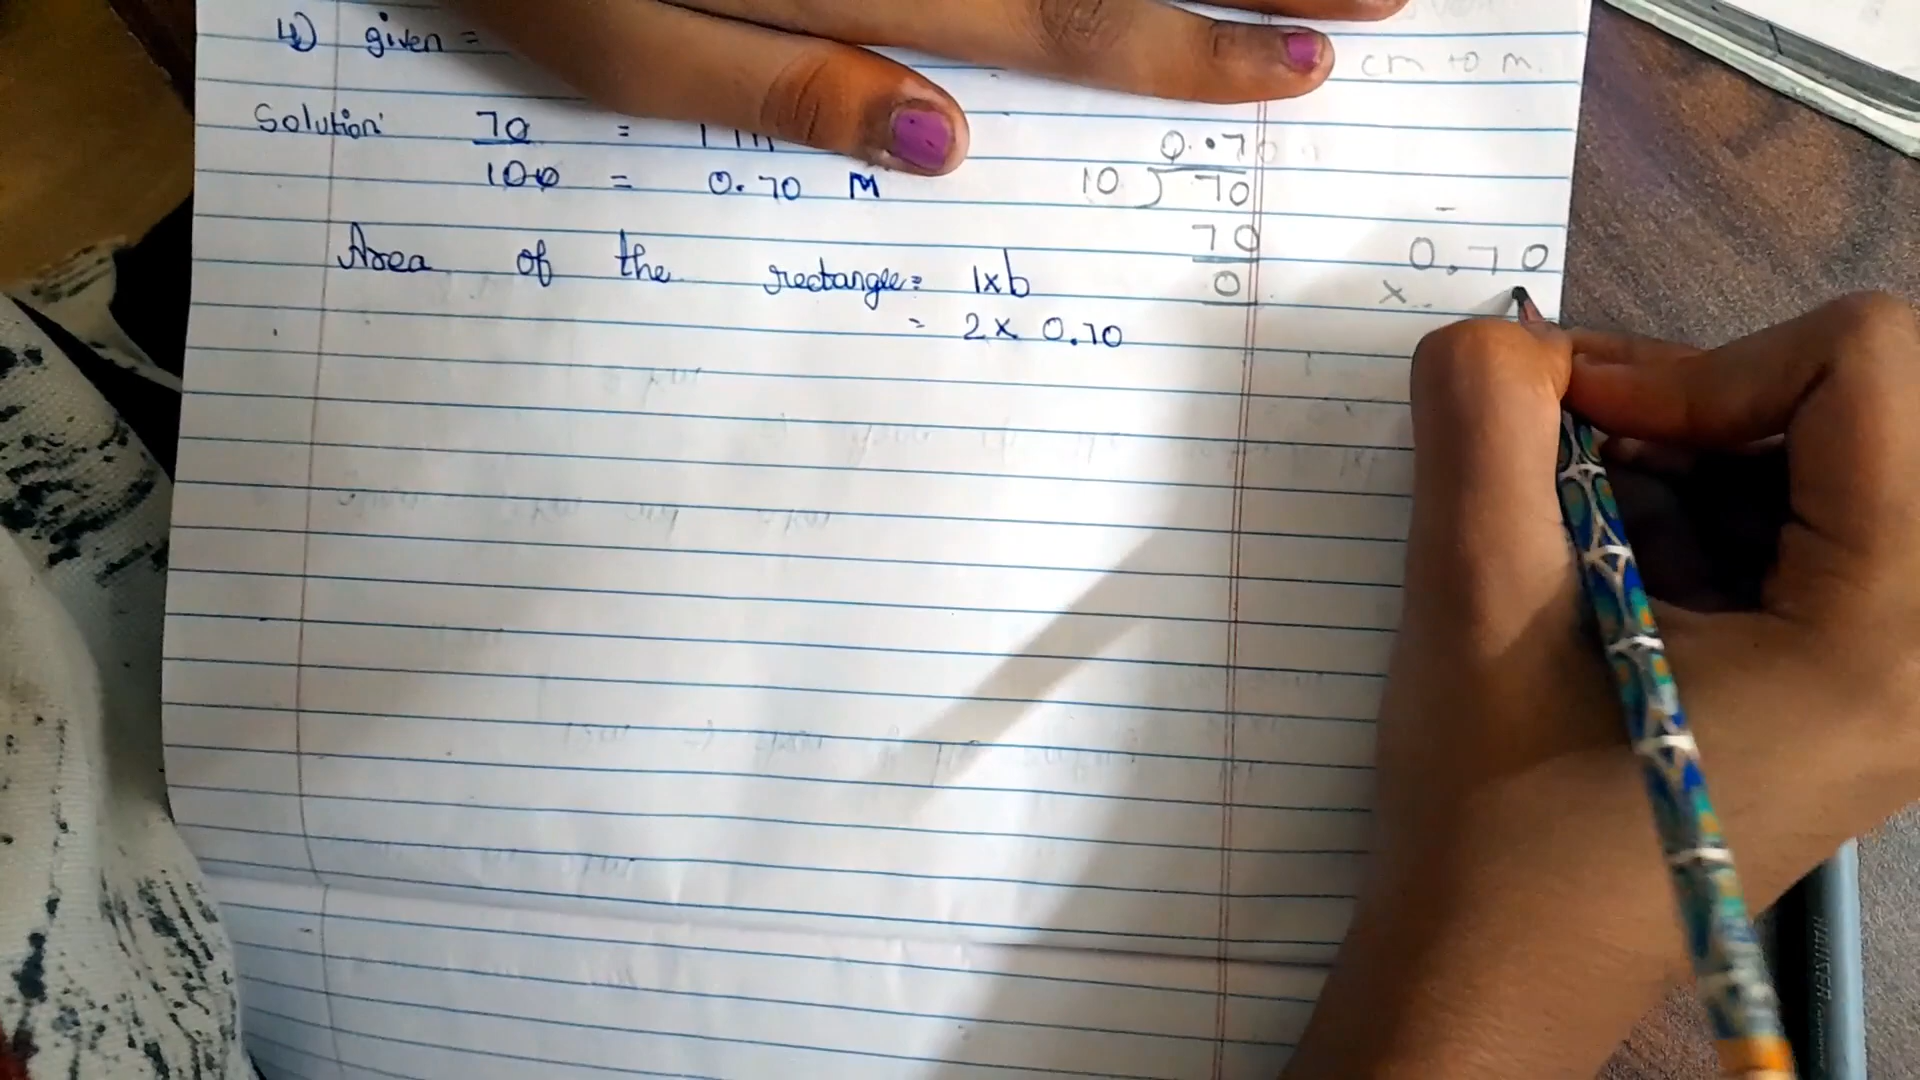 4) given =
cm to m.
Solution: 70 =
100 = 0.70 M
0.7
10 ) 70
70
0
Area of the rectangle = l x b
= 2 x 0.70
0.70
x